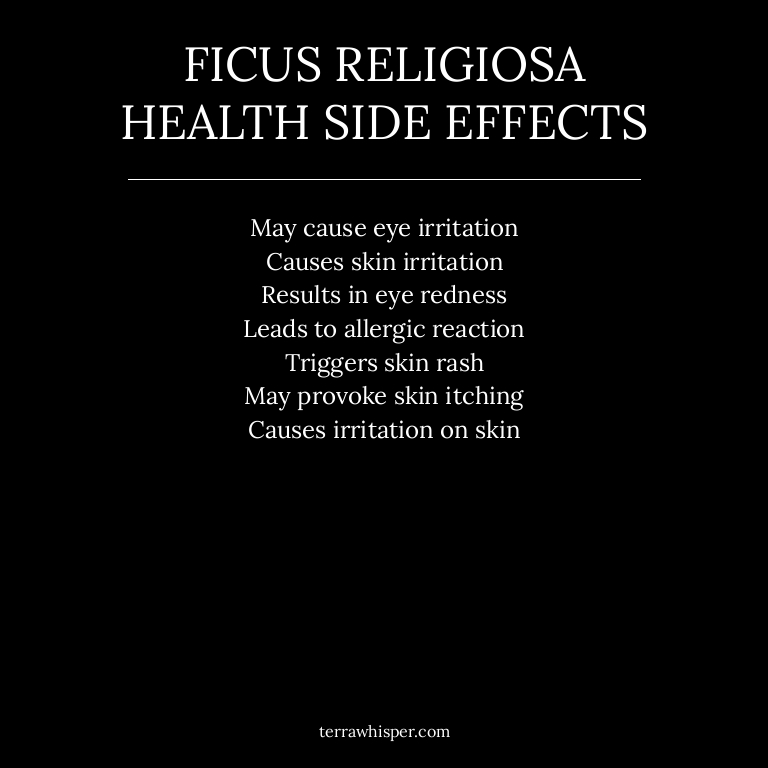 FICUS RELIGIOSA
HEALTH SIDE EFFECTS
May cause eye irritation
Causes skin irritation
Results in eye redness
Leads to allergic reaction
Triggers skin rash
May provoke skin itching
Causes irritation on skin
terrawhisper.com